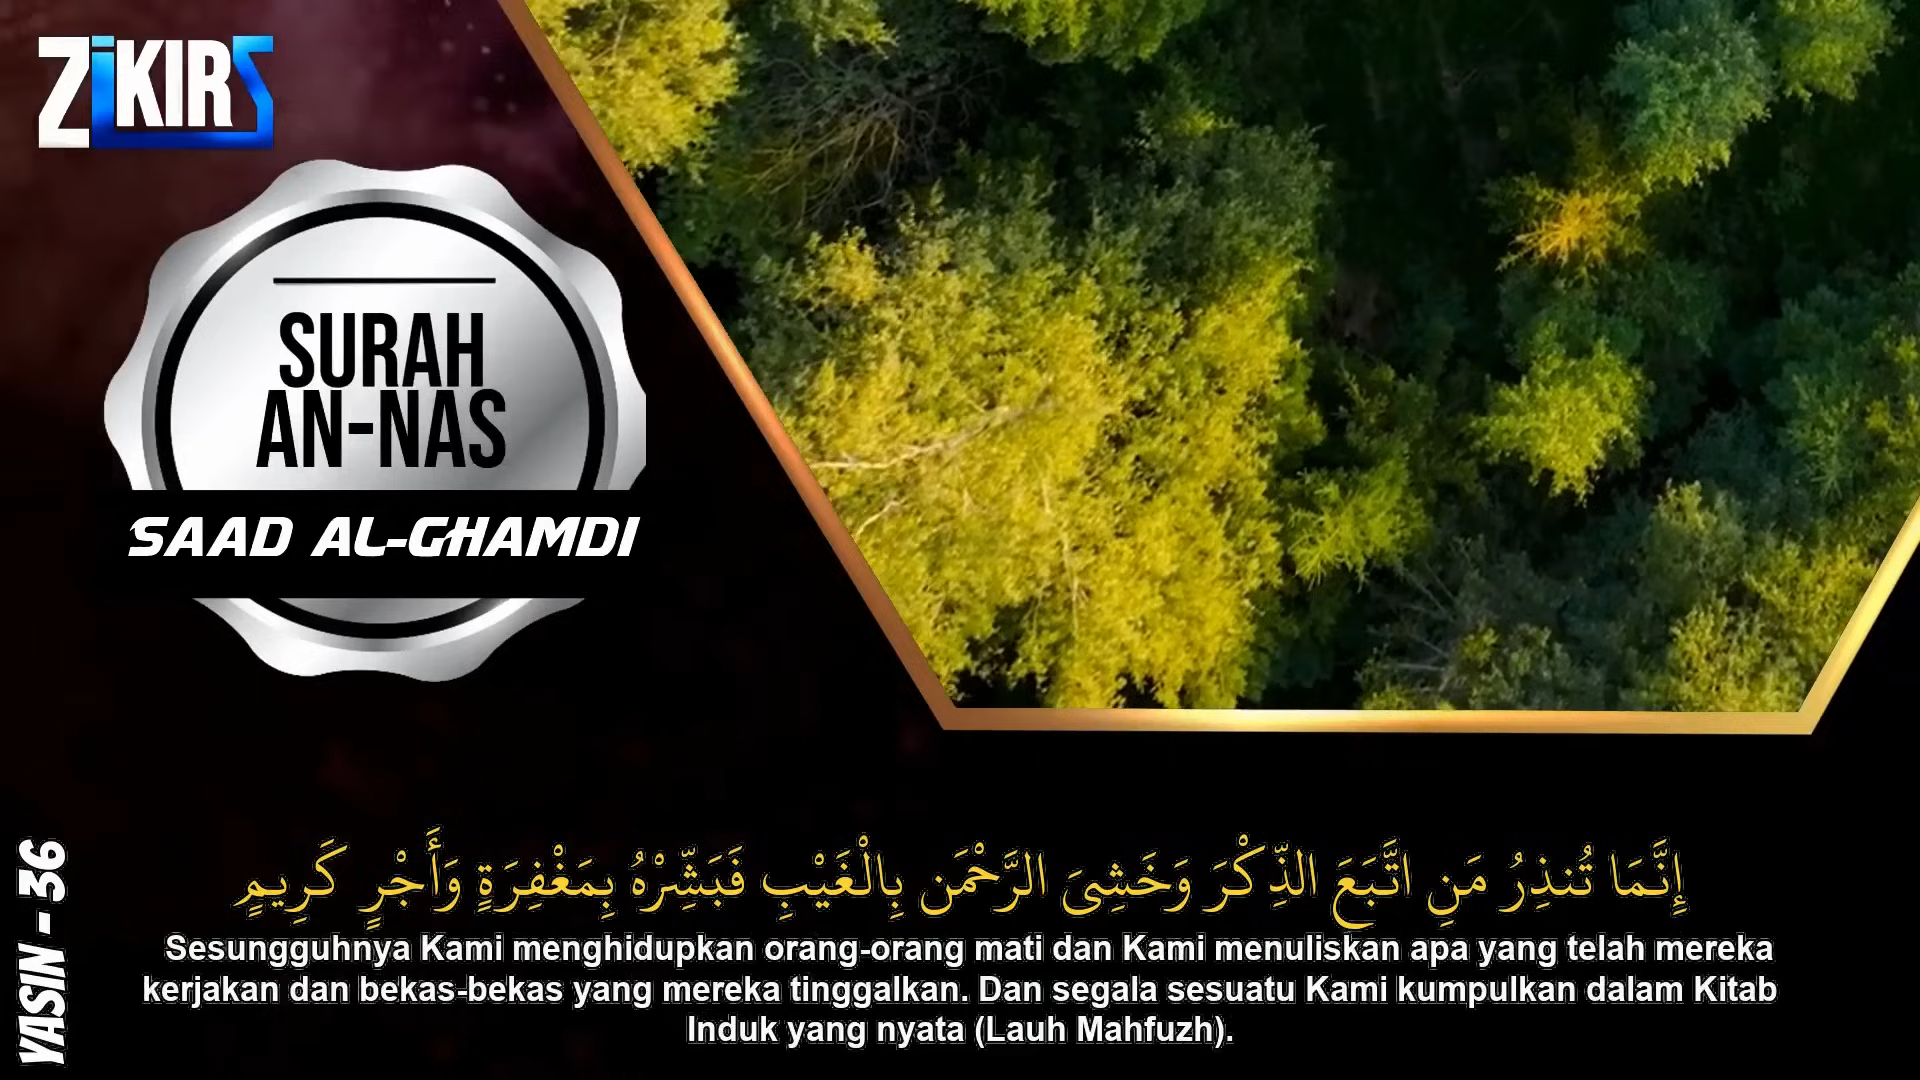 ZiKIRS
SURAH
AN-NAS
SAAD AL-GHAMDI
إِنَّمَا تُنذِرُ مَنِ اتَّبَعَ الذِّكْرَ وَخَشِىَ الرَّحْمَن بِالْغَيْبِ فَبَشِّرْهُ بِمَغْفِرَةٍ وَأَجْرٍ كَرِيمٍ
Sesungguhnya Kami menghidupkan orang-orang mati dan Kami menuliskan apa yang telah mereka
kerjakan dan bekas-bekas yang mereka tinggalkan. Dan segala sesuatu Kami kumpulkan dalam Kitab
Induk yang nyata (Lauh Mahfuzh).
YASIN - 36